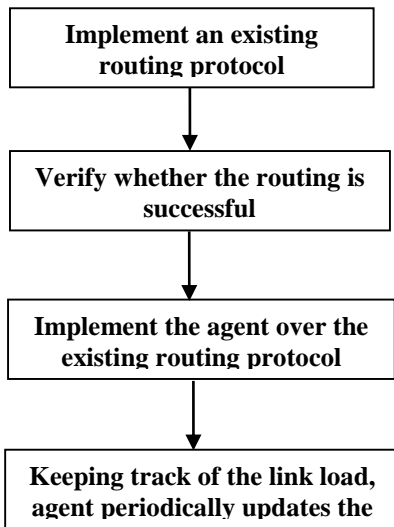 Implement an existing
routing protocol
Verify whether the routing is
successful
Implement the agent over the
existing routing protocol
Keeping track of the link load,
agent periodically updates the